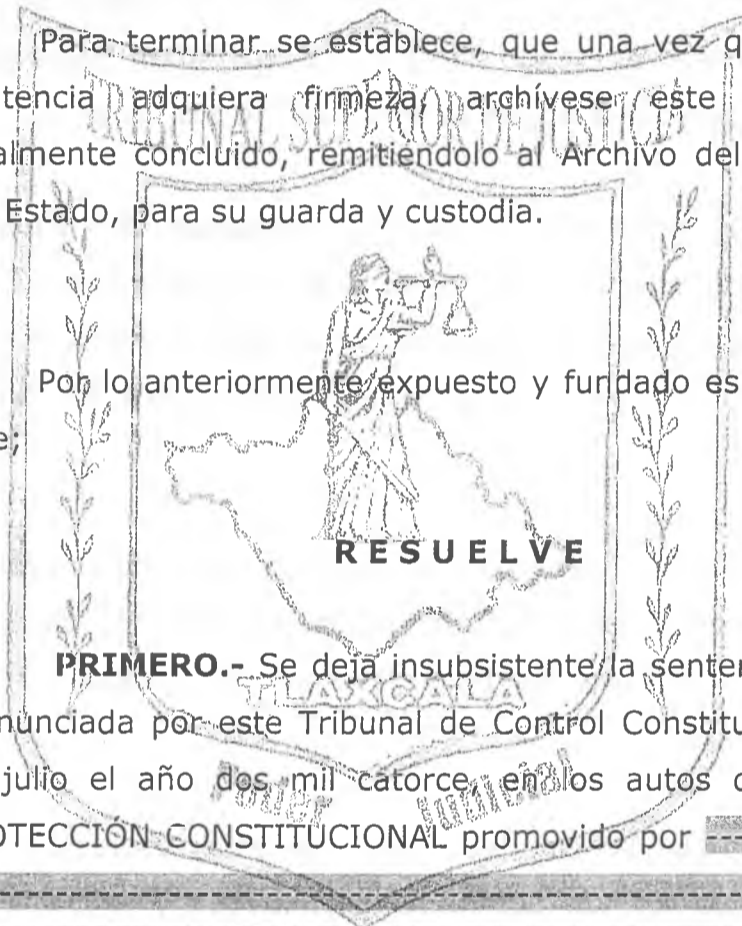 Para terminar se establece, que una vez q
tencia adquiera firmeza, archívese este
almente concluido, remitiendolo al Archivo del
Estado, para su guarda y custodia.
TRIBUNAL SUPERIOR DE JUSTICIA
Por lo anteriormente expuesto y fundado es
e;
R E S U E L V E
PRIMERO.- Se deja insubsistente la senten
nunciada por este Tribunal de Control Constitu
julio el año dos mil catorce, en los autos d
OTECCIÓN CONSTITUCIONAL promovido por ---
TLAXCALA
Poder Judicial